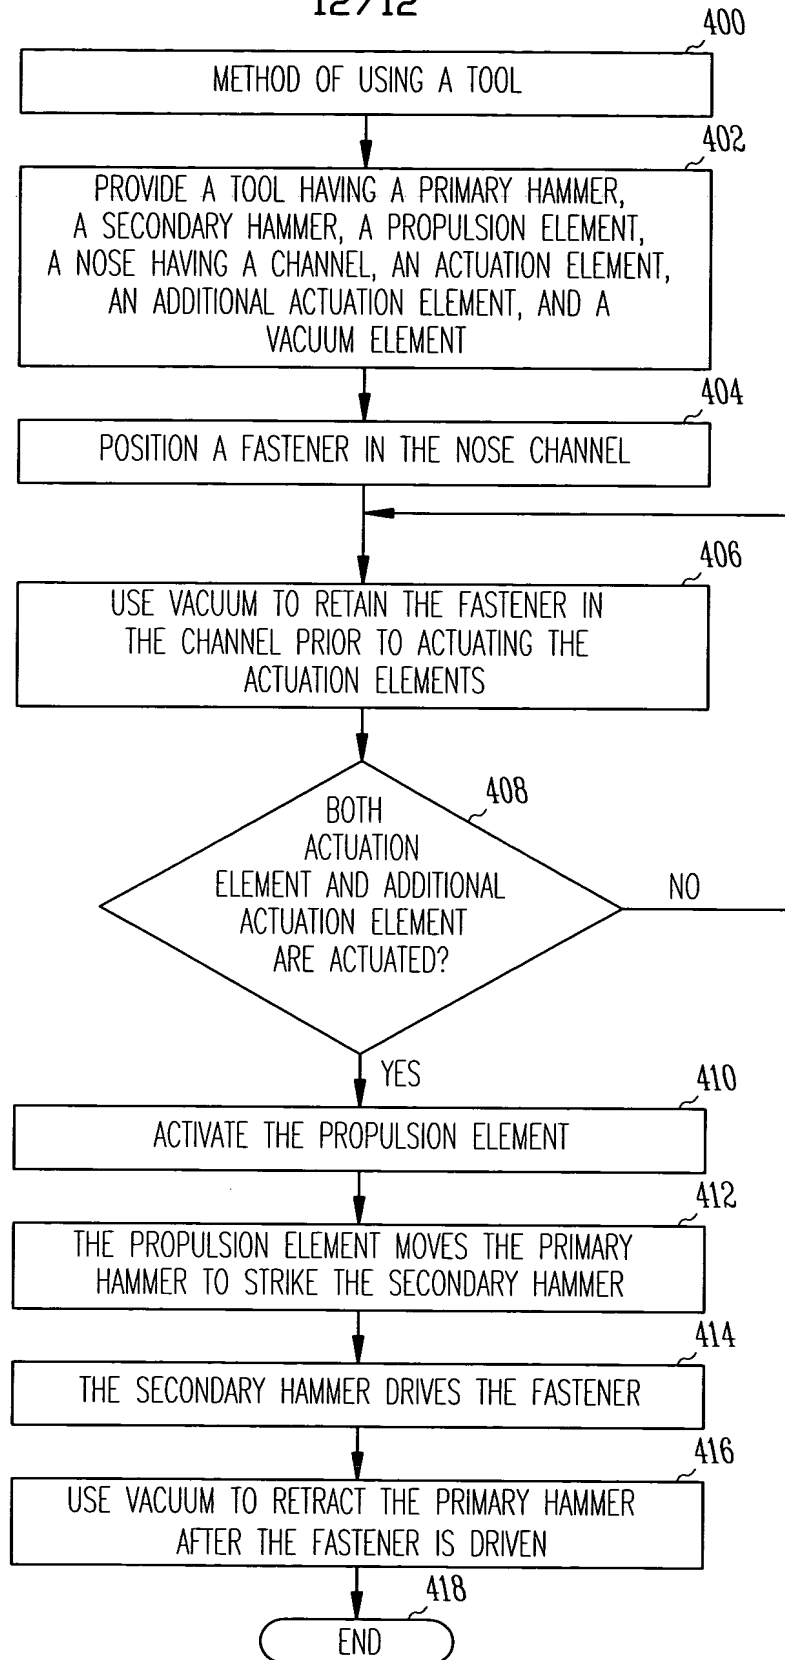 12/12
400
METHOD OF USING A TOOL
402
PROVIDE A TOOL HAVING A PRIMARY HAMMER,
A SECONDARY HAMMER, A PROPULSION ELEMENT,
A NOSE HAVING A CHANNEL, AN ACTUATION ELEMENT,
AN ADDITIONAL ACTUATION ELEMENT, AND A
VACUUM ELEMENT
404
POSITION A FASTENER IN THE NOSE CHANNEL
406
USE VACUUM TO RETAIN THE FASTENER IN
THE CHANNEL PRIOR TO ACTUATING THE
ACTUATION ELEMENTS
408
BOTH
ACTUATION
ELEMENT AND ADDITIONAL
ACTUATION ELEMENT
ARE ACTUATED?
NO
YES
410
ACTIVATE THE PROPULSION ELEMENT
412
THE PROPULSION ELEMENT MOVES THE PRIMARY
HAMMER TO STRIKE THE SECONDARY HAMMER
414
THE SECONDARY HAMMER DRIVES THE FASTENER
416
USE VACUUM TO RETRACT THE PRIMARY HAMMER
AFTER THE FASTENER IS DRIVEN
418
END